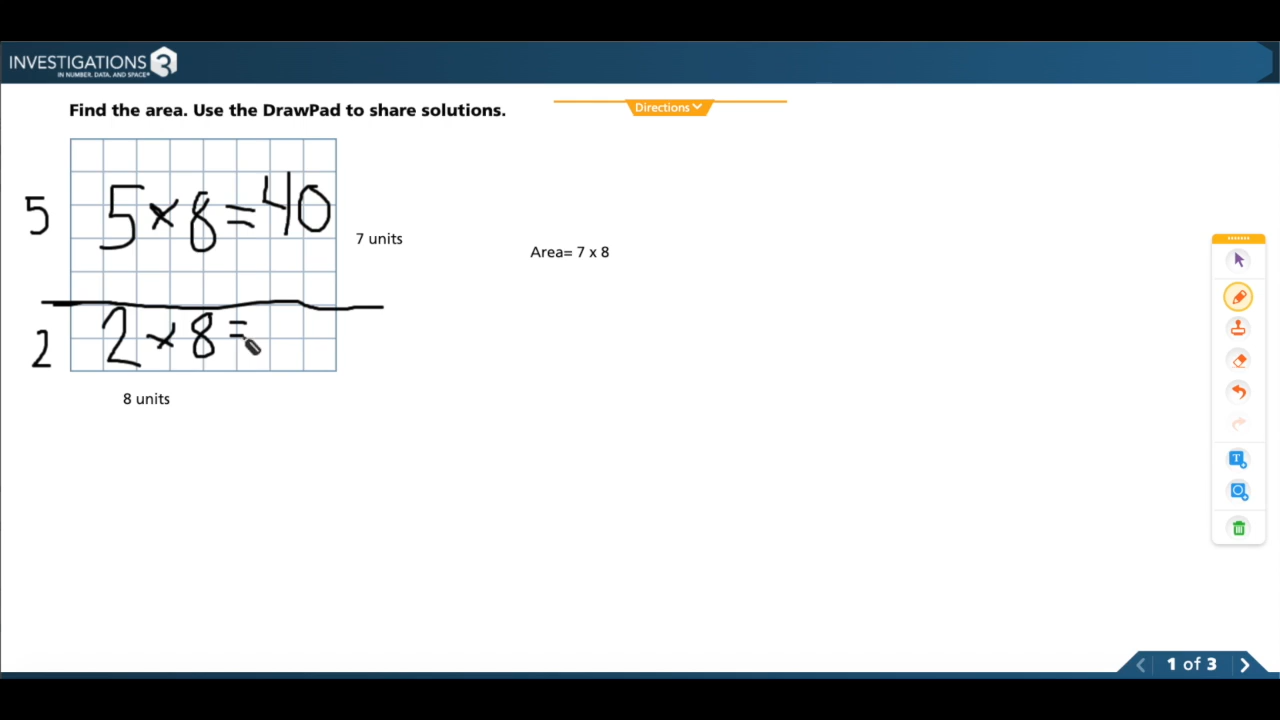 INVESTIGATIONS 3
IN NUMBER, DATA, AND SPACE®
Find the area. Use the DrawPad to share solutions.
Directions
5
5×8=40
7 units
Area= 7 x 8
2
2×8=
8 units
T
1 of 3